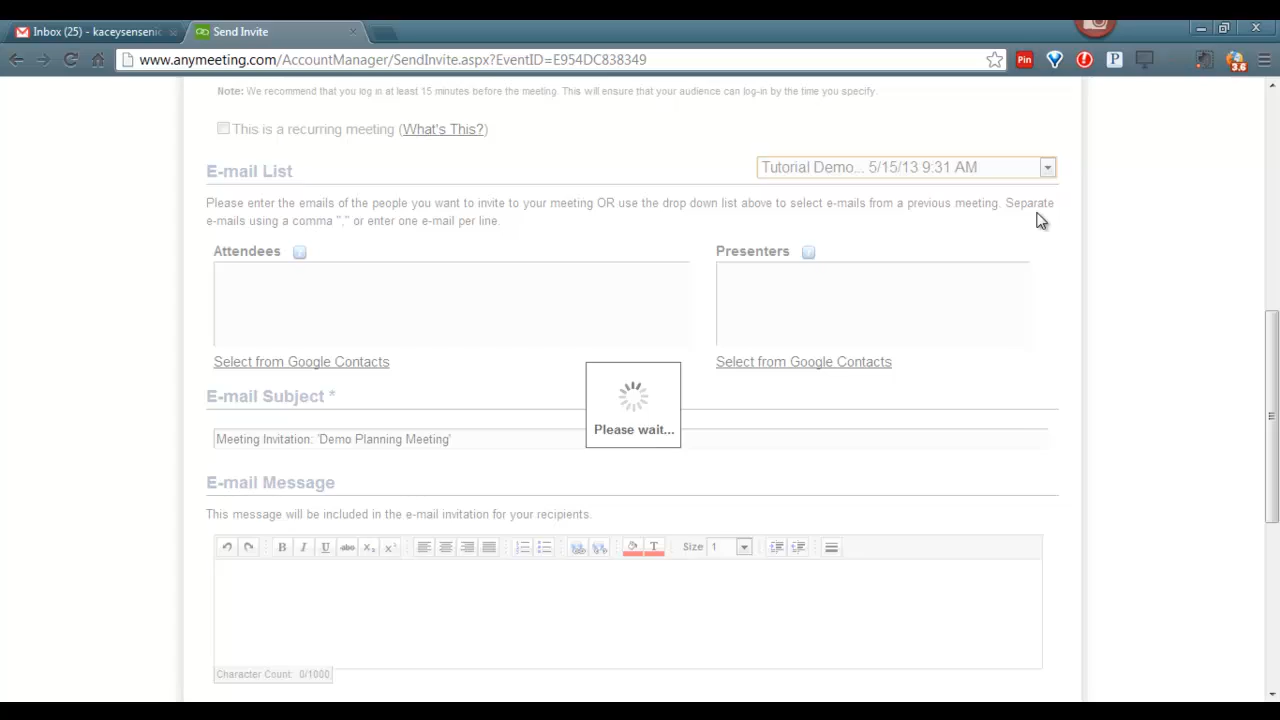 Inbox (25) - kaceysensenic
Send Invite
www.anymeeting.com/AccountManager/SendInvite.aspx?EventID=E954DC838349
Pin
P
3.6
Note: We recommend that you log in at least 15 minutes before the meeting. This will ensure that your audience can log-in by the time you specify.
This is a recurring meeting (What's This?)
E-mail List
Tutorial Demo... 5/15/13 9:31 AM
Please enter the emails of the people you want to invite to your meeting OR use the drop down list above to select e-mails from a previous meeting. Separate
e-mails using a comma "," or enter one e-mail per line.
Attendees
Presenters
Select from Google Contacts
Select from Google Contacts
Please wait...
E-mail Subject *
Meeting Invitation: 'Demo Planning Meeting'
E-mail Message
This message will be included in the e-mail invitation for your recipients.
B I U abc X₂ X¹ T Size 1
Character Count: 0/1000